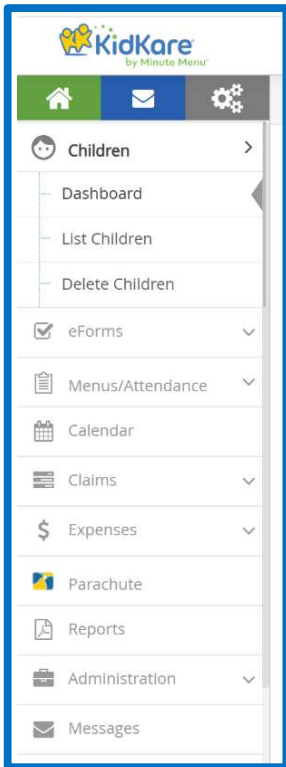 KidKare
by Minute Menu
Children
Dashboard
List Children
Delete Children
eForms
Menus/Attendance
Calendar
Claims
Expenses
Parachute
Reports
Administration
Messages